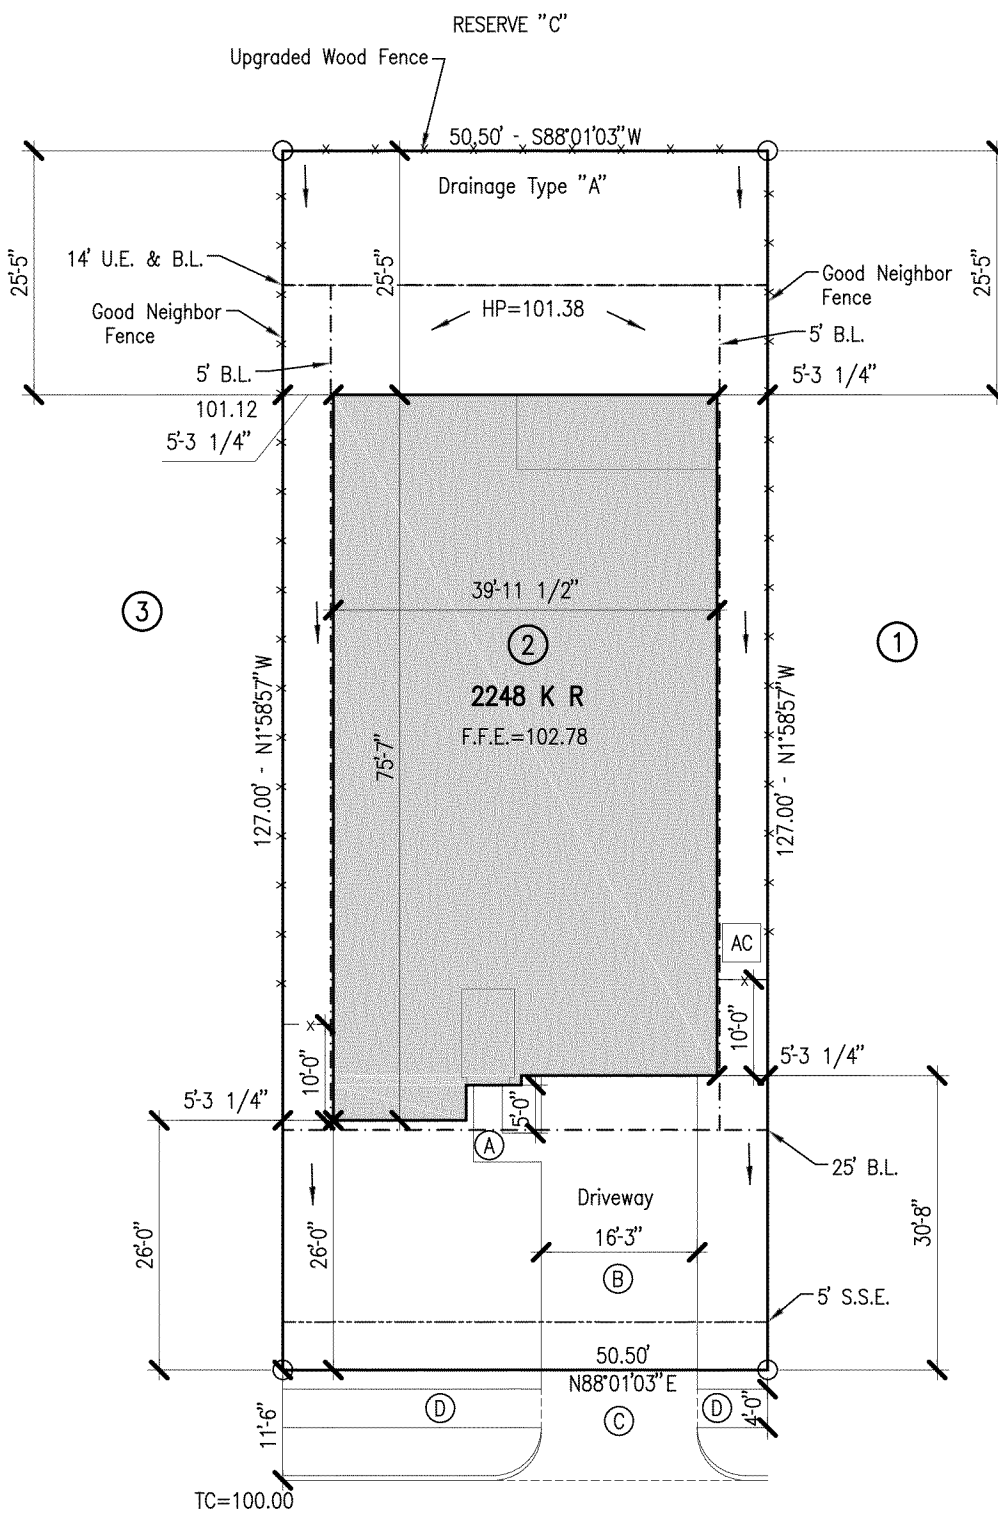 RESERVE "C"
Upgraded Wood Fence
50.50' - S88°01'03"W
Drainage Type "A"
25'-5"
25'-5"
25'-5"
14' U.E. & B.L.
Good Neighbor
Fence
Good Neighbor
Fence
HP=101.38
5' B.L.
5' B.L.
5'-3 1/4"
101.12
5'-3 1/4"
39'-11 1/2"
3
2
1
2248 K R
F.F.E.=102.78
127.00' - N1°58'57"W
75'-7"
127.00' - N1°58'57"W
AC
10'-0"
10'-0"
5'-3 1/4"
5'-3 1/4"
5'-0"
A
25' B.L.
Driveway
16'-3"
B
26'-0"
26'-0"
30'-8"
5' S.S.E.
50.50'
N88°01'03"E
D
C
D
11'-6"
4'-0"
TC=100.00